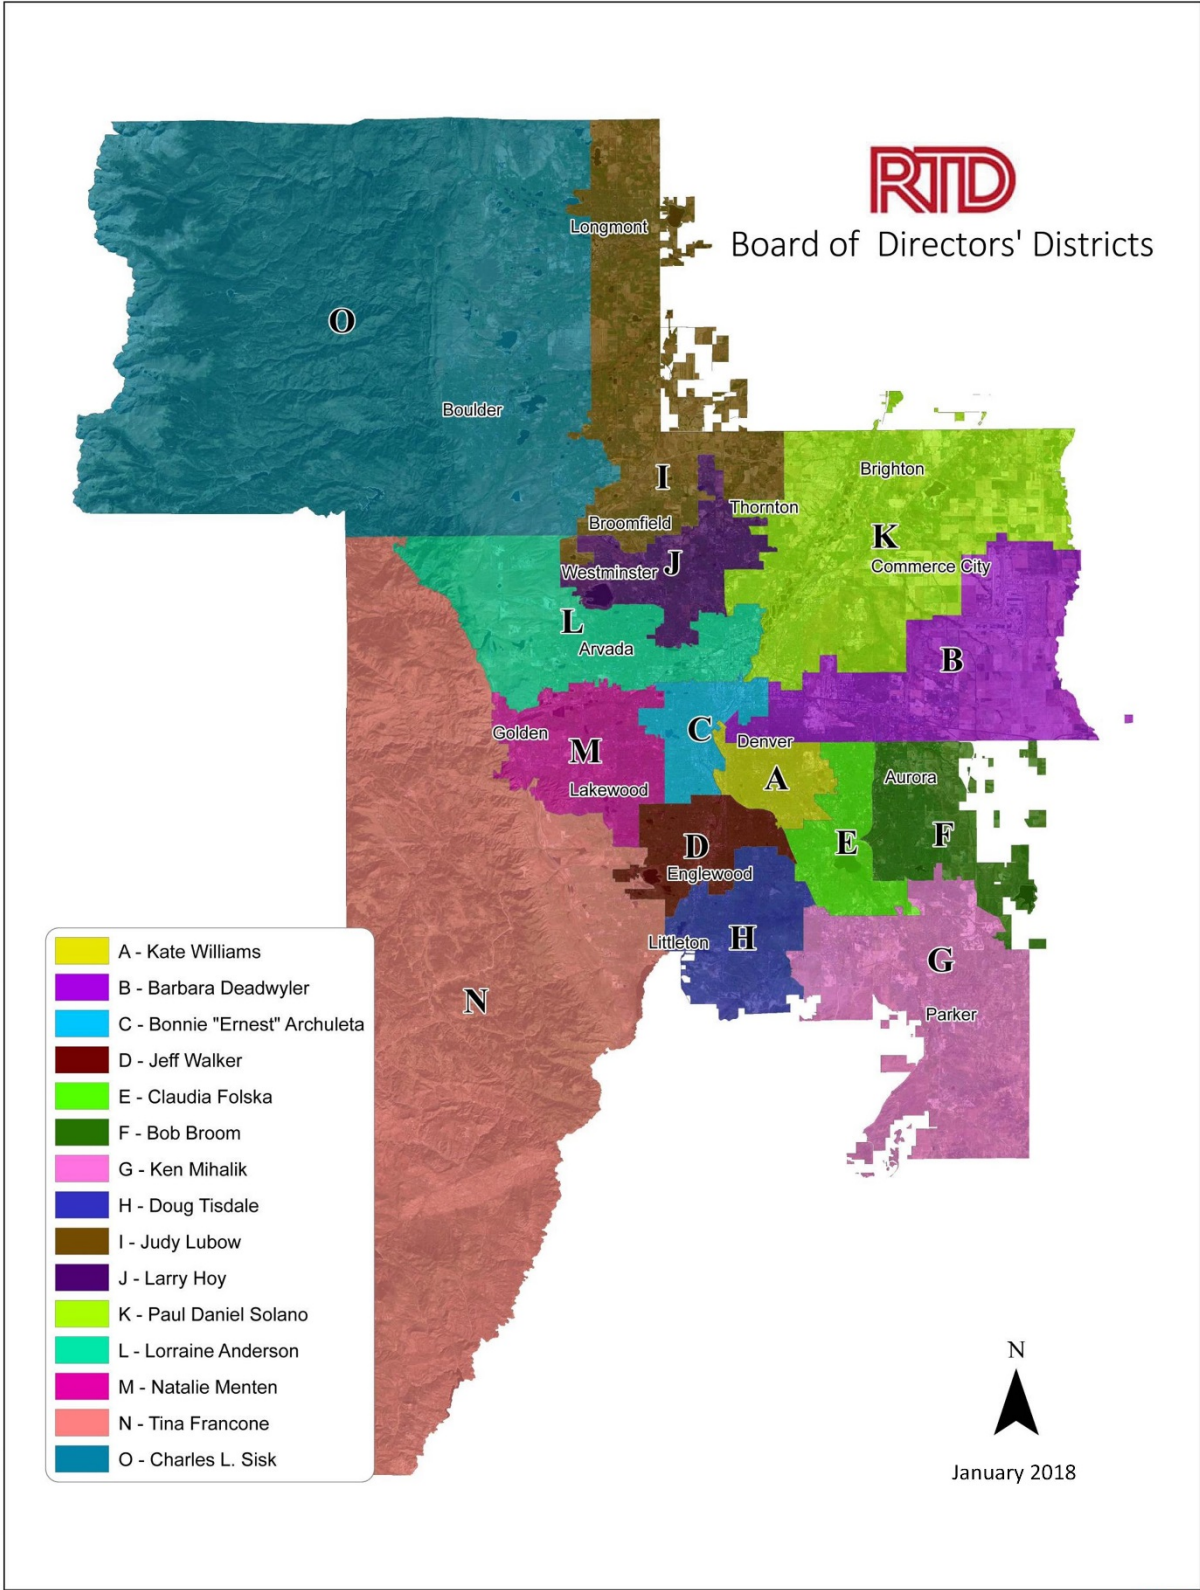 RTD
Board of Directors' Districts
Longmont
O
Boulder
Brighton
I
Thornton
Broomfield
K
J
Commerce City
Westminster
L
Arvada
B
C
Golden
Denver
M
A
Aurora
Lakewood
F
E
D
Englewood
H
Littleton
G
N
Parker
A - Kate Williams
B - Barbara Deadwyler
C - Bonnie "Ernest" Archuleta
D - Jeff Walker
E - Claudia Folska
F - Bob Broom
G - Ken Mihalik
H - Doug Tisdale
I - Judy Lubow
J - Larry Hoy
K - Paul Daniel Solano
L - Lorraine Anderson
M - Natalie Menten
N - Tina Francone
O - Charles L. Sisk
N
January 2018